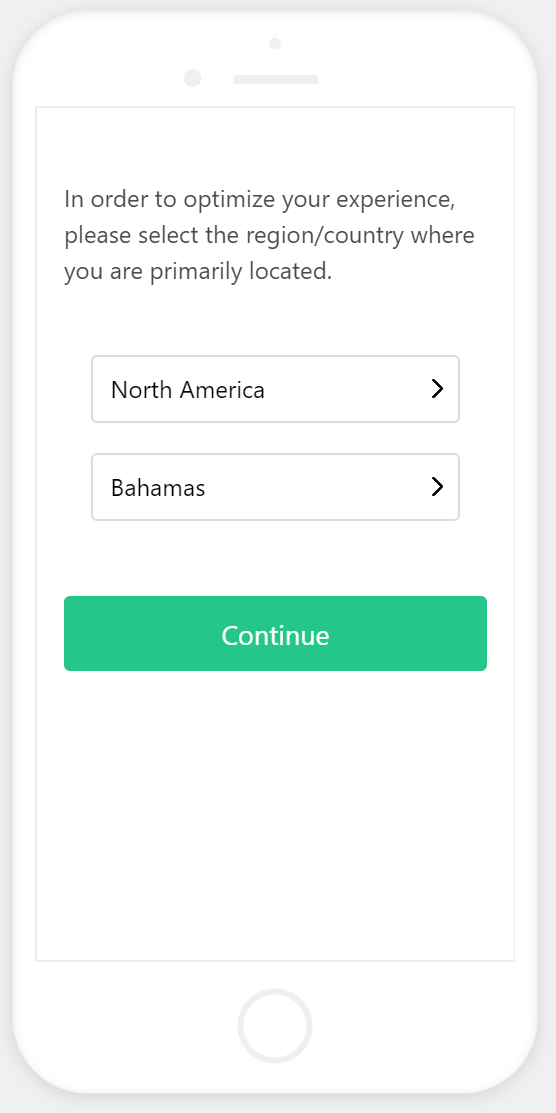 In order to optimize your experience,
please select the region/country where
you are primarily located.
North America
Bahamas
Continue